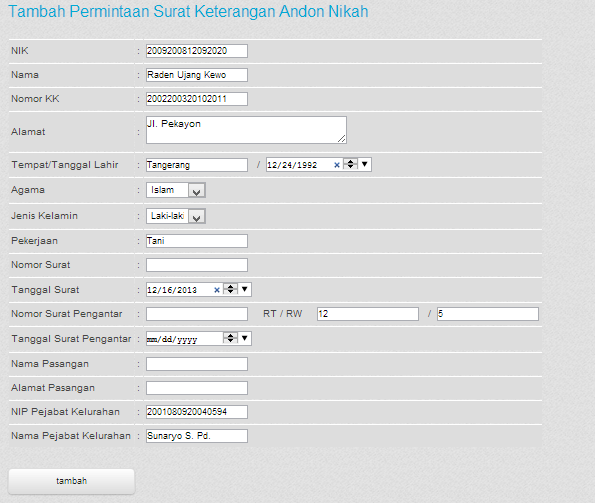 Tambah Permintaan Surat Keterangan Andon Nikah
NIK : 2009200812092020
Nama : Raden Ujang Kewo
Nomor KK : 2002200320102011
Alamat : Jl. Pekayon
Tempat/Tanggal Lahir : Tangerang / 12/24/1992
Agama : Islam
Jenis Kelamin : Laki-laki
Pekerjaan : Tani
Nomor Surat :
Tanggal Surat : 12/16/2013
Nomor Surat Pengantar : RT / RW 12 / 5
Tanggal Surat Pengantar : mm/dd/yyyy
Nama Pasangan :
Alamat Pasangan :
NIP Pejabat Kelurahan : 2001080920040594
Nama Pejabat Kelurahan : Sunaryo S. Pd.
tambah